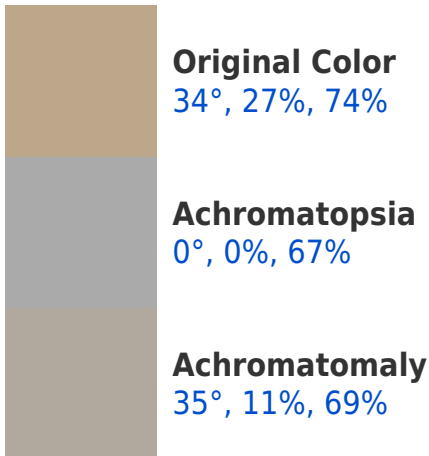 Original Color
34°, 27%, 74%
Achromatopsia
0°, 0%, 67%
Achromatomaly
35°, 11%, 69%